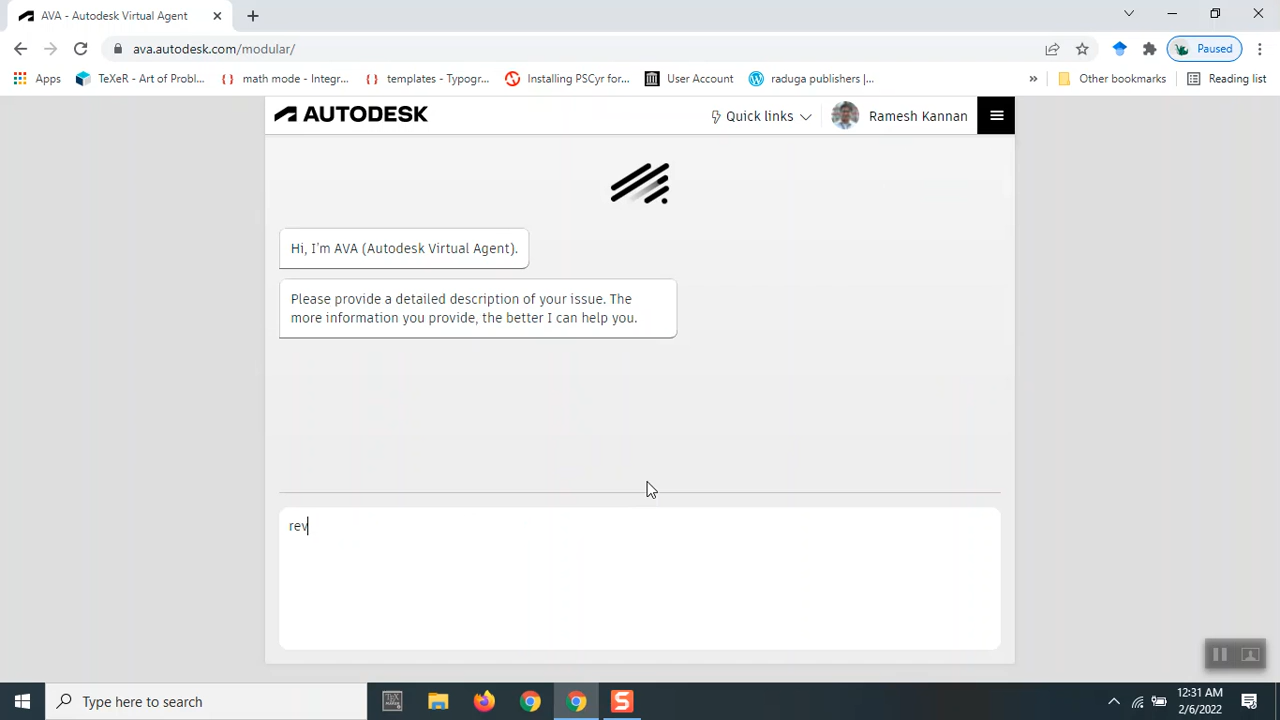 AVA - Autodesk Virtual Agent
ava.autodesk.com/modular/
Paused
Apps
TeXeR - Art of Probl...
math mode - Integr...
templates - Typogr...
Installing PSCyr fo...
User Account
raduga publishers |...
»
Other bookmarks
Reading list
AUTODESK
Quick links
Ramesh Kannan
Hi, I'm AVA (Autodesk Virtual Agent).
Please provide a detailed description of your issue. The
more information you provide, the better I can help you.
rev
Type here to search
12:31 AM
2/6/2022